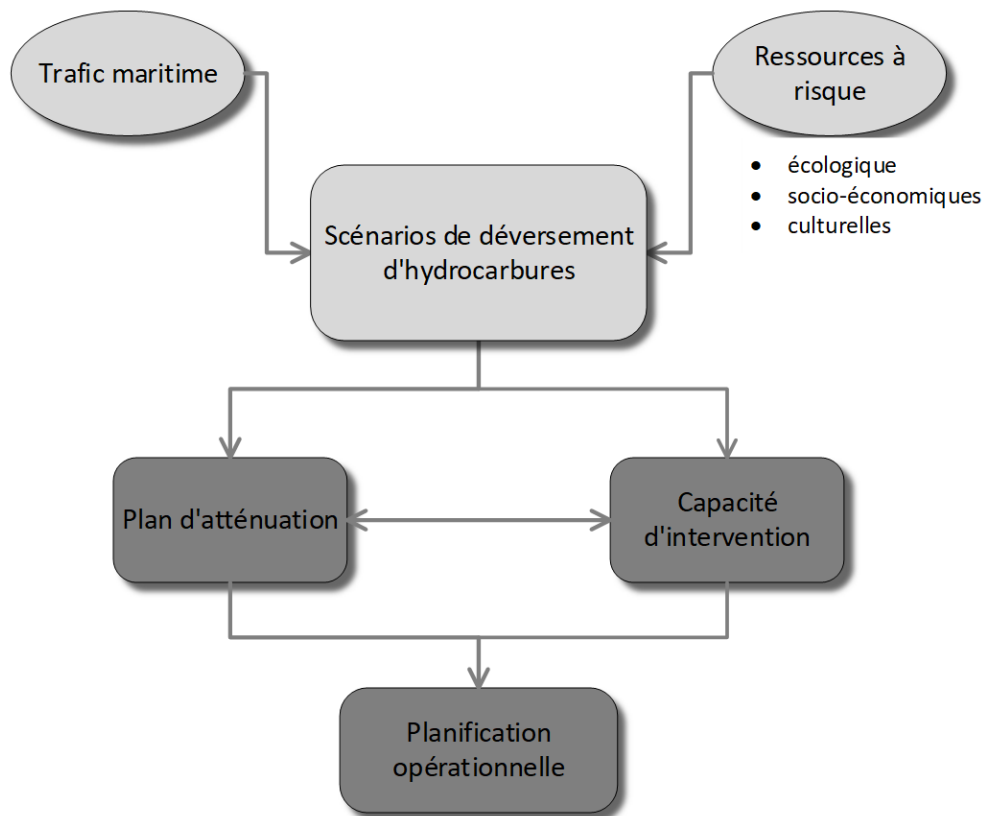 Trafic maritime
Ressources à
risque
• écologique
• socio-économiques
• culturelles
Scénarios de déversement
d'hydrocarbures
Plan d'atténuation
Capacité
d'intervention
Planification
opérationnelle